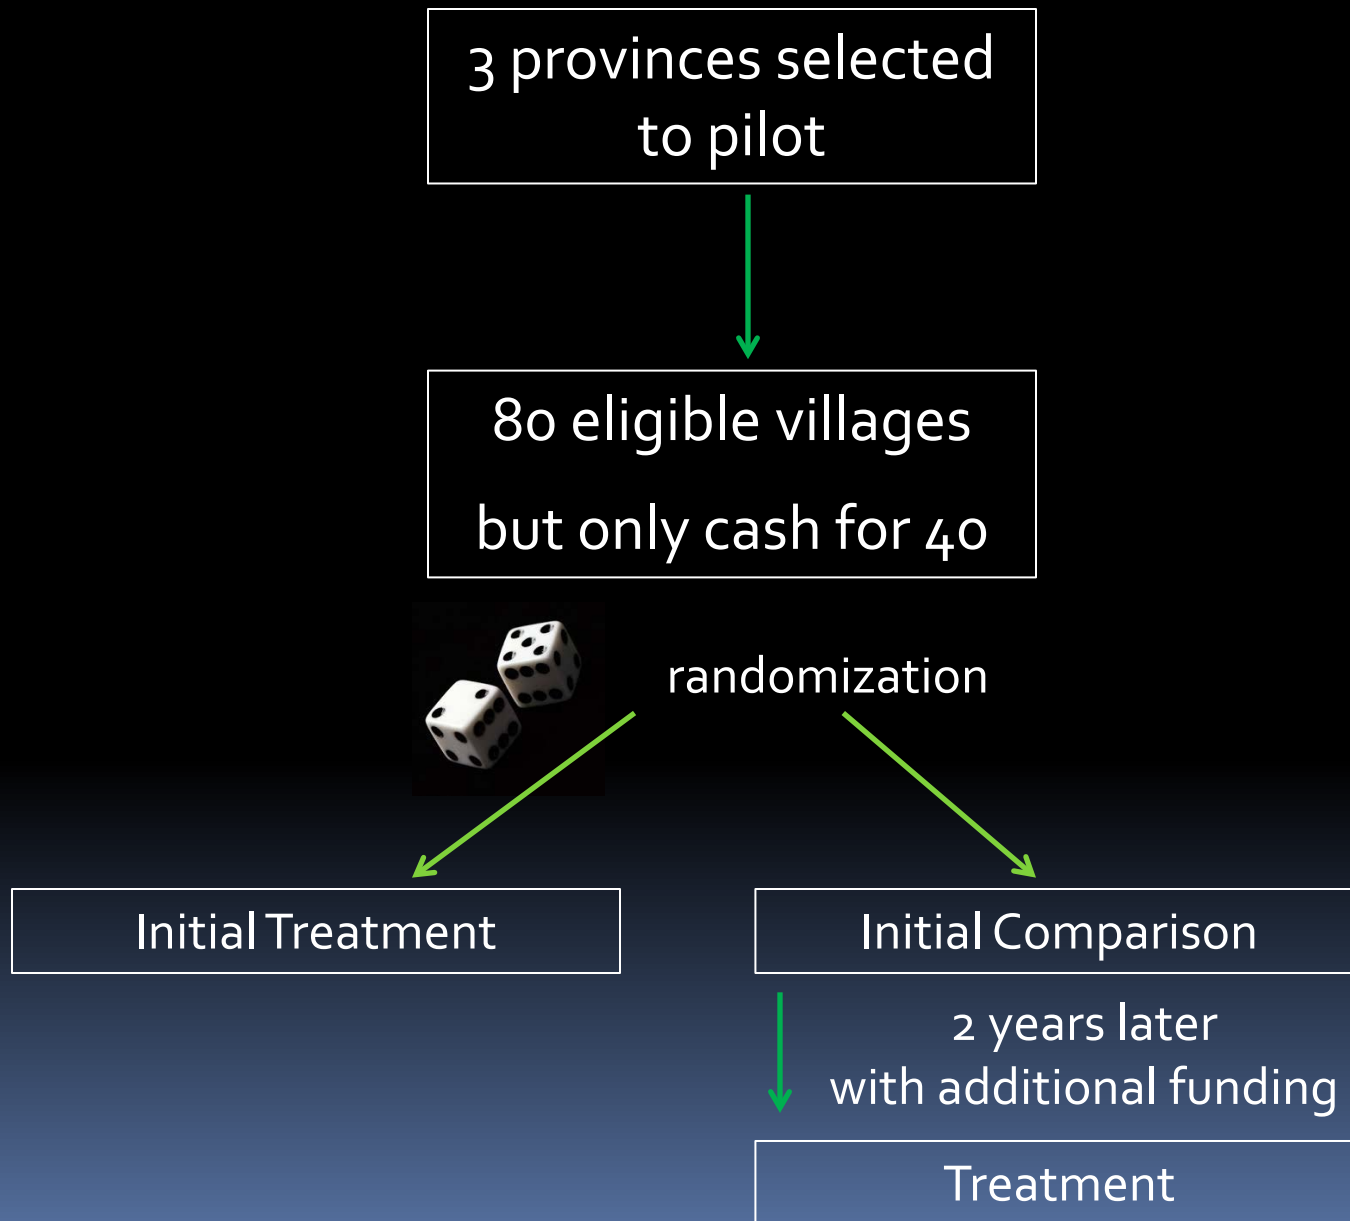 3 provinces selected
to pilot
80 eligible villages
but only cash for 40
randomization
Initial Treatment
Initial Comparison
2 years later
with additional funding
Treatment